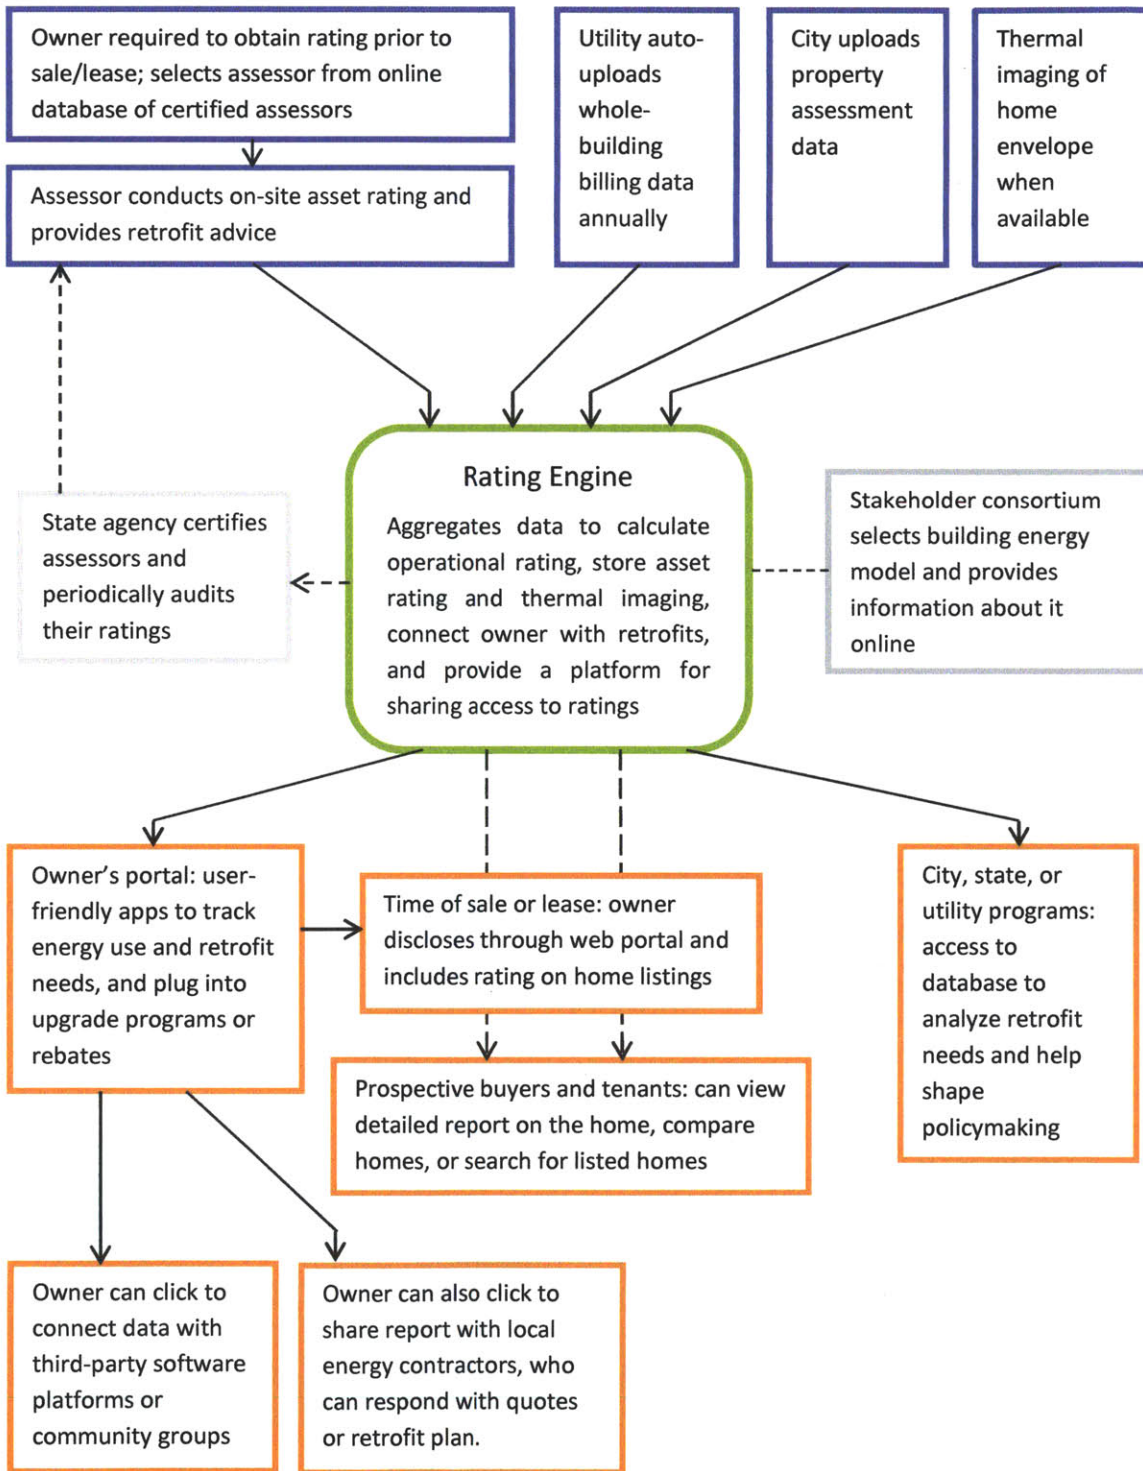 Owner required to obtain rating prior to
sale/lease; selects assessor from online
database of certified assessors
Assessor conducts on-site asset rating and
provides retrofit advice
Utility auto-
uploads
whole-
building
billing data
annually
City uploads
property
assessment
data
Thermal
imaging of
home
envelope
when
available
Rating Engine
Aggregates data to calculate
operational rating, store asset
rating and thermal imaging,
connect owner with retrofits,
and provide a platform for
sharing access to ratings
State agency certifies
assessors and
periodically audits
their ratings
Stakeholder consortium
selects building energy
model and provides
information about it
online
Owner’s portal: user-
friendly apps to track
energy use and retrofit
needs, and plug into
upgrade programs or
rebates
Time of sale or lease: owner
discloses through web portal and
includes rating on home listings
Prospective buyers and tenants: can view
detailed report on the home, compare
homes, or search for listed homes
City, state, or
utility programs:
access to
database to
analyze retrofit
needs and help
shape
policymaking
Owner can click to
connect data with
third-party software
platforms or
community groups
Owner can also click to
share report with local
energy contractors, who
can respond with quotes
or retrofit plan.